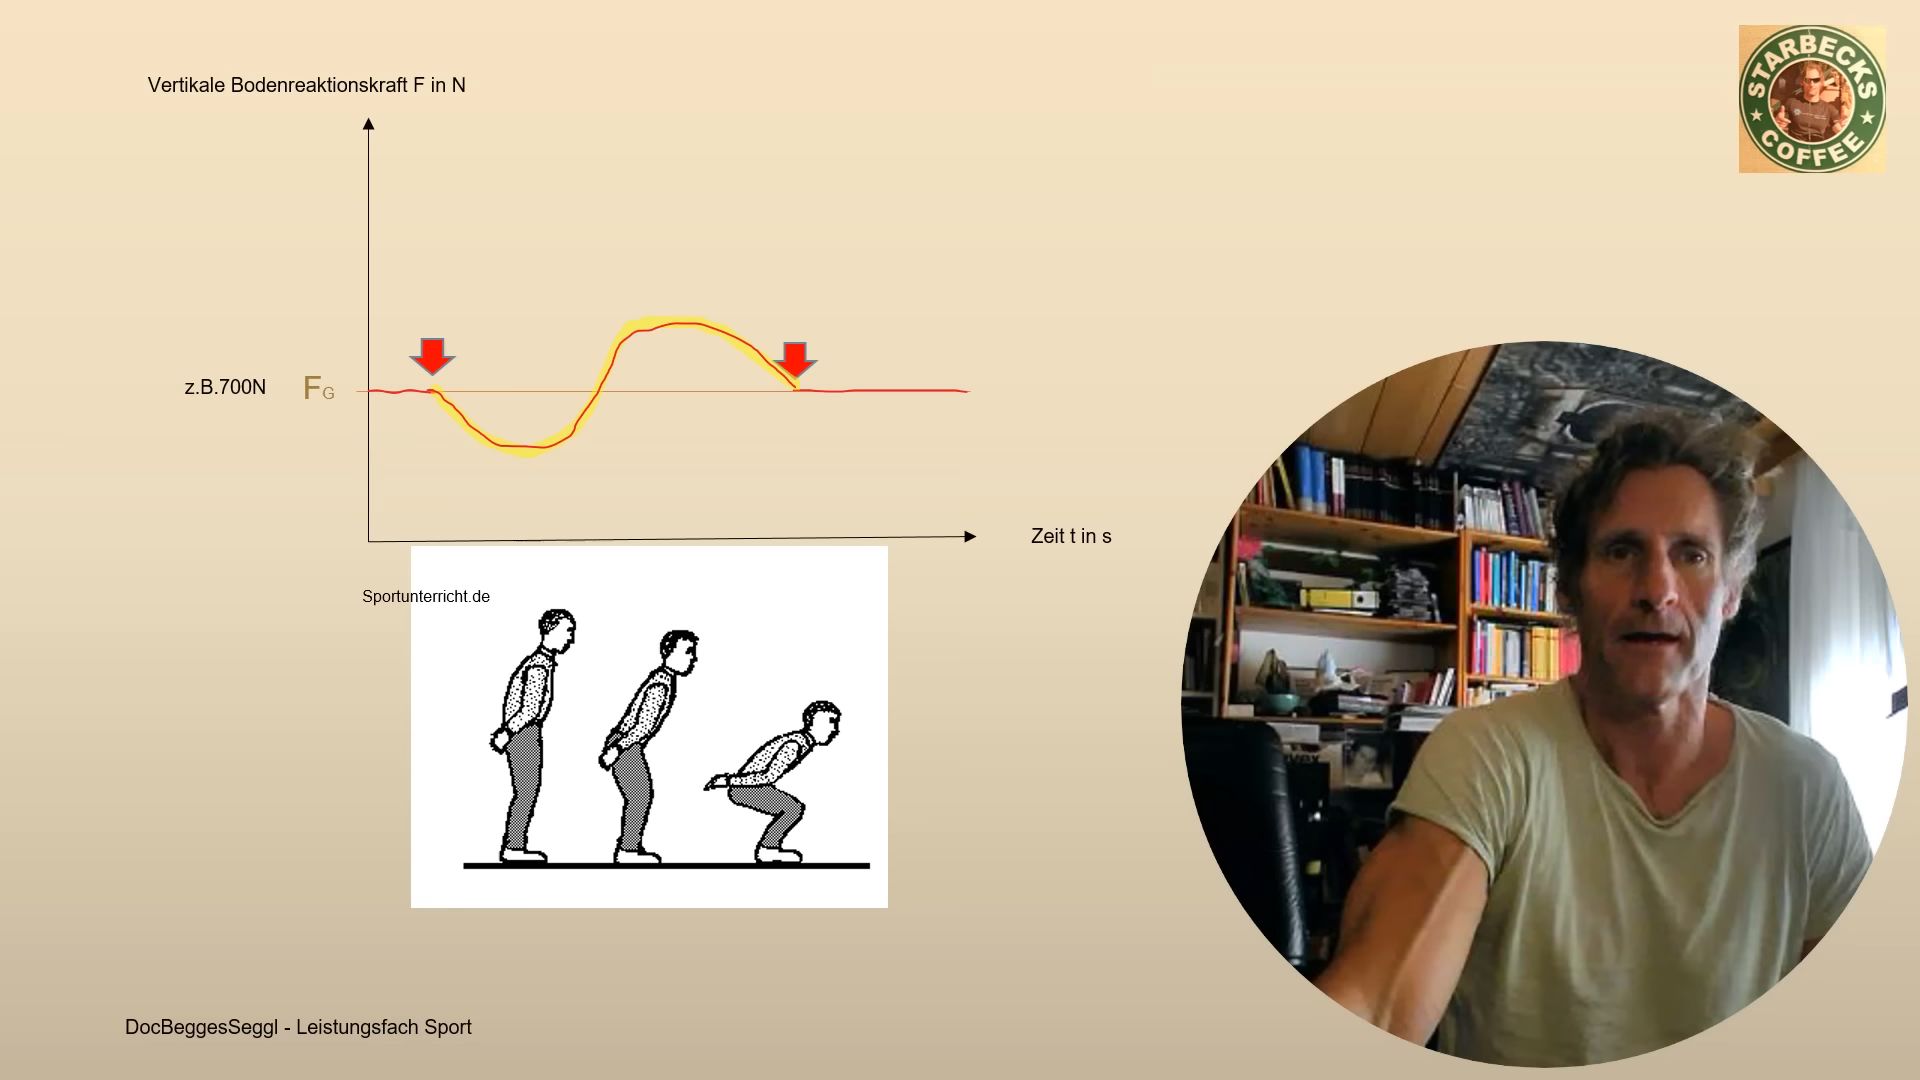 Vertikale Bodenreaktionskraft F in N
STARBECKS
COFFEE
z.B.700N
FG
Zeit t in s
Sportunterricht.de
DocBeggesSeggl - Leistungsfach Sport